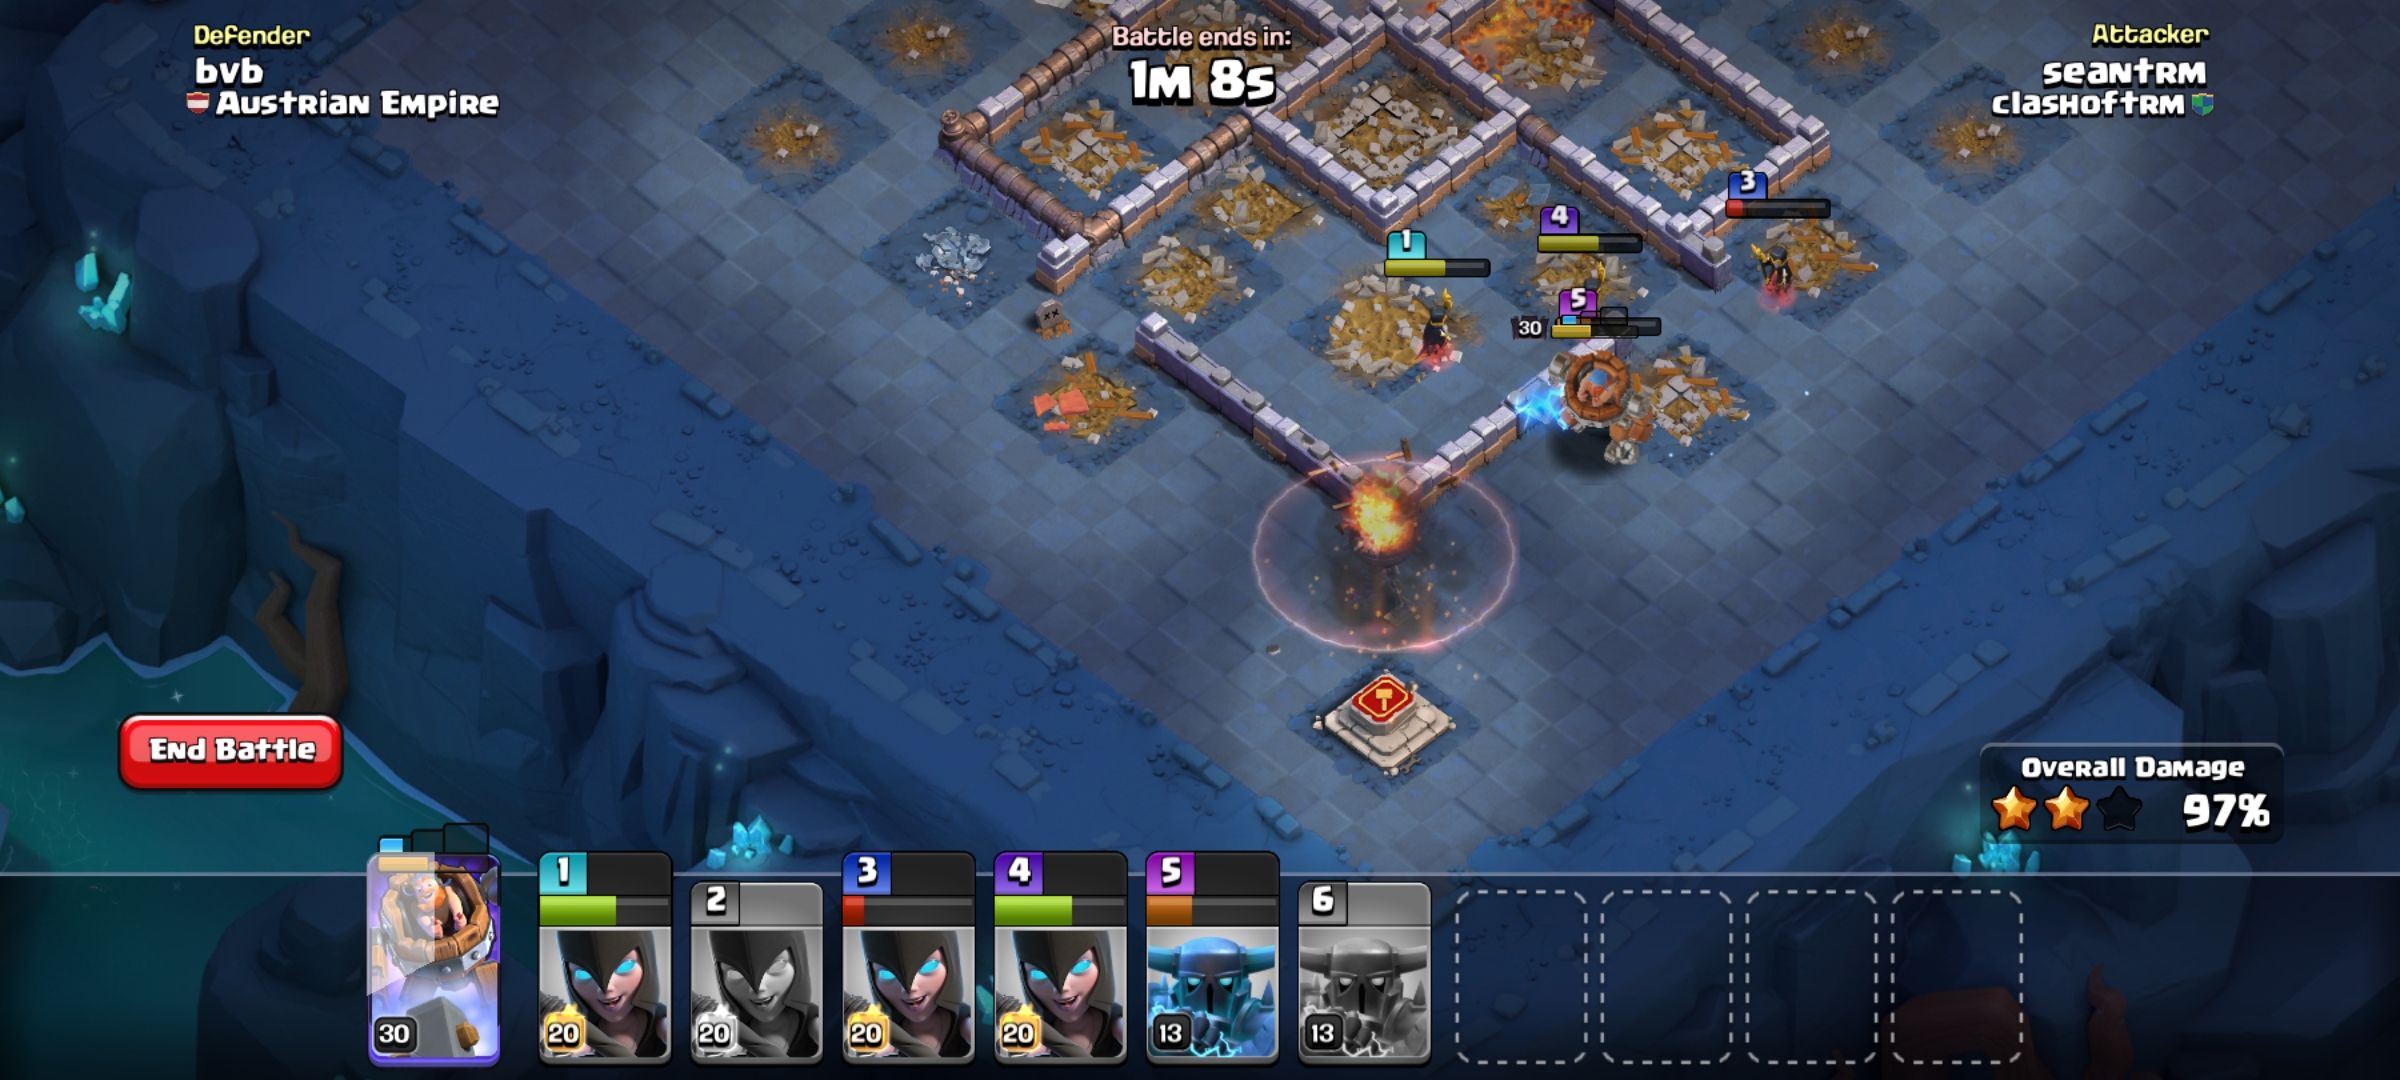 Defender
bvb
Austrian Empire
Battle ends in:
1M 8s
Attacker
seantRM
clashoftRM
3
4
1
5
30
End Battle
Overall Damage
97%
1
2
3
4
5
6
30
20
20
20
20
13
13